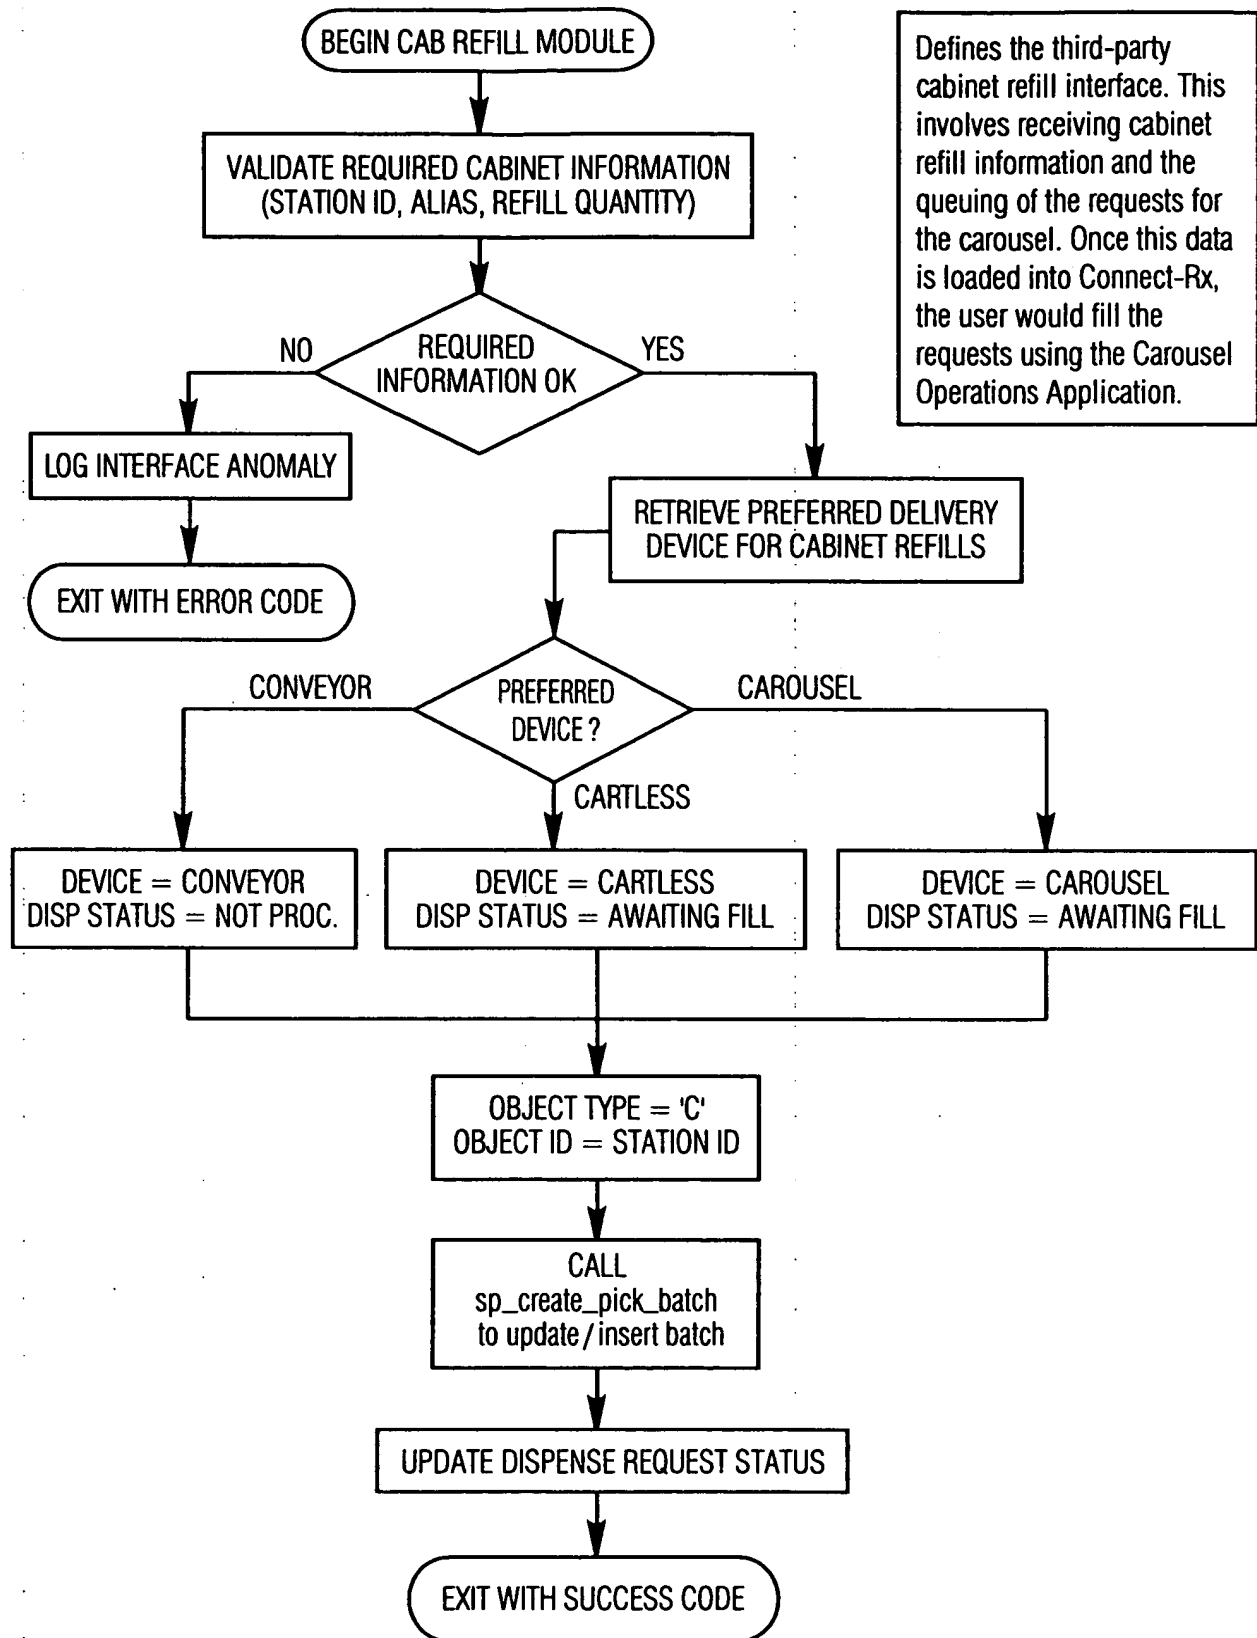 BEGIN CAB REFILL MODULE
Defines the third-party
cabinet refill interface. This
involves receiving cabinet
refill information and the
queuing of the requests for
the carousel. Once this data
is loaded into Connect-Rx,
the user would fill the
requests using the Carousel
Operations Application.
VALIDATE REQUIRED CABINET INFORMATION
(STATION ID, ALIAS, REFILL QUANTITY)
NO
REQUIRED
INFORMATION OK
YES
LOG INTERFACE ANOMALY
EXIT WITH ERROR CODE
RETRIEVE PREFERRED DELIVERY
DEVICE FOR CABINET REFILLS
CONVEYOR
PREFERRED
DEVICE ?
CAROUSEL
CARTLESS
DEVICE = CONVEYOR
DISP STATUS = NOT PROC.
DEVICE = CARTLESS
DISP STATUS = AWAITING FILL
DEVICE = CAROUSEL
DISP STATUS = AWAITING FILL
OBJECT TYPE = 'C'
OBJECT ID = STATION ID
CALL
sp_create_pick_batch
to update / insert batch
UPDATE DISPENSE REQUEST STATUS
EXIT WITH SUCCESS CODE